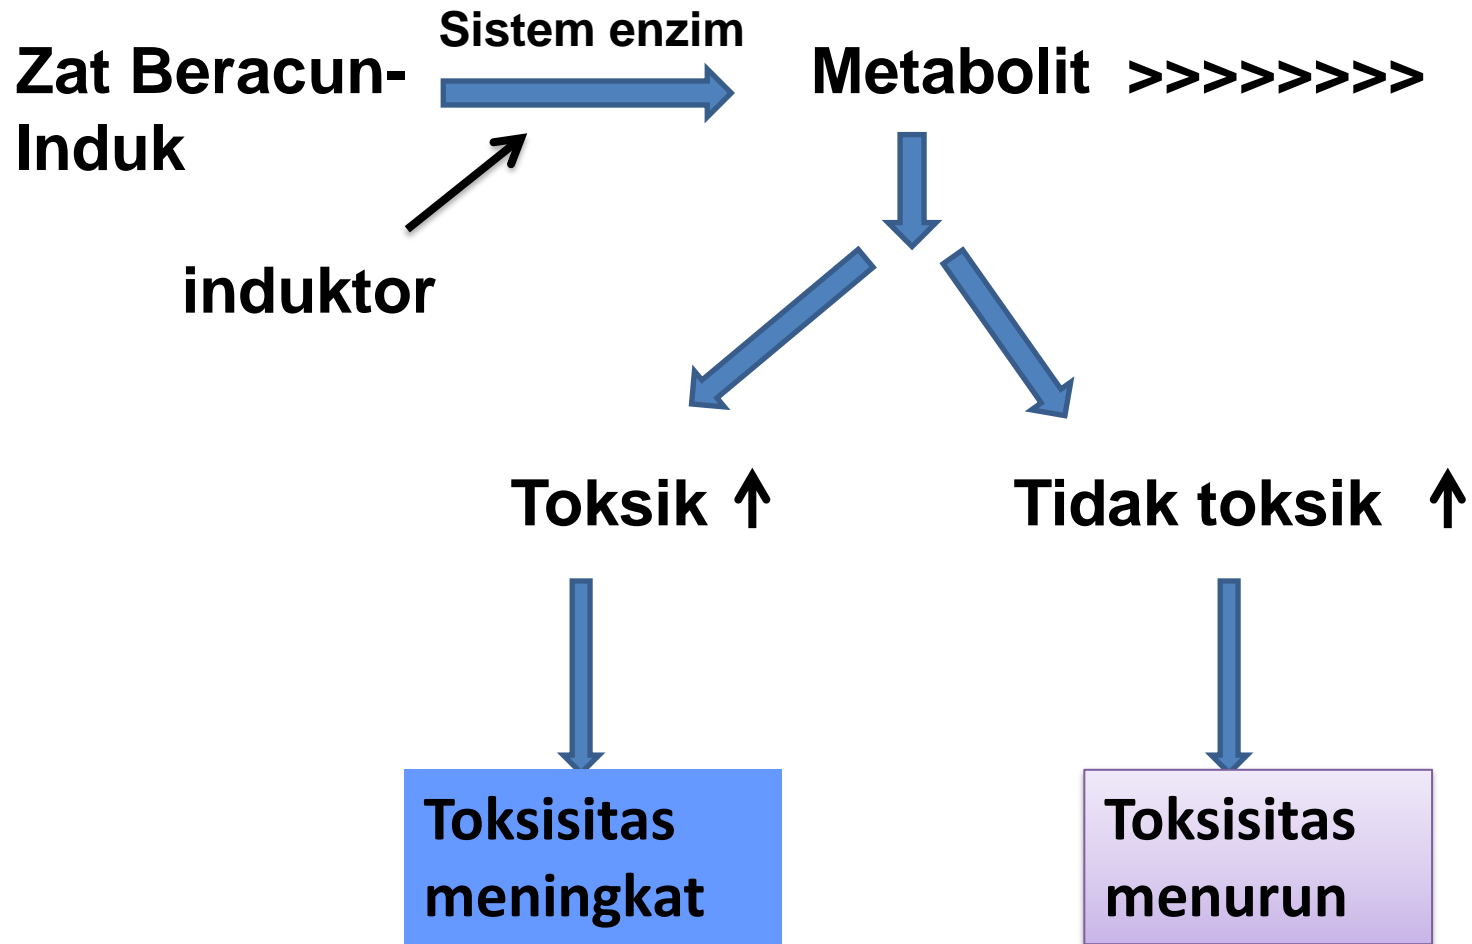 Sistem enzim
Zat Beracun-
Induk
Metabolit >>>>>>>>
induktor
Toksik
Tidak toksik
Toksisitas
meningkat
Toksisitas
menurun